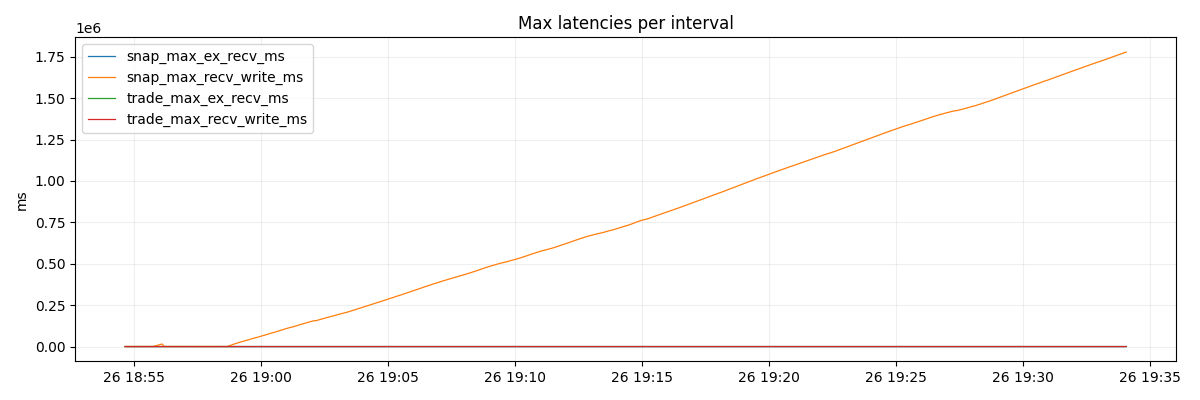 Max latencies per interval
1e6
snap_max_ex_recv_ms
snap_max_recv_write_ms
trade_max_ex_recv_ms
trade_max_recv_write_ms
ms
1.75
1.50
1.25
1.00
0.75
0.50
0.25
0.00
26 18:55
26 19:00
26 19:05
26 19:10
26 19:15
26 19:20
26 19:25
26 19:30
26 19:35